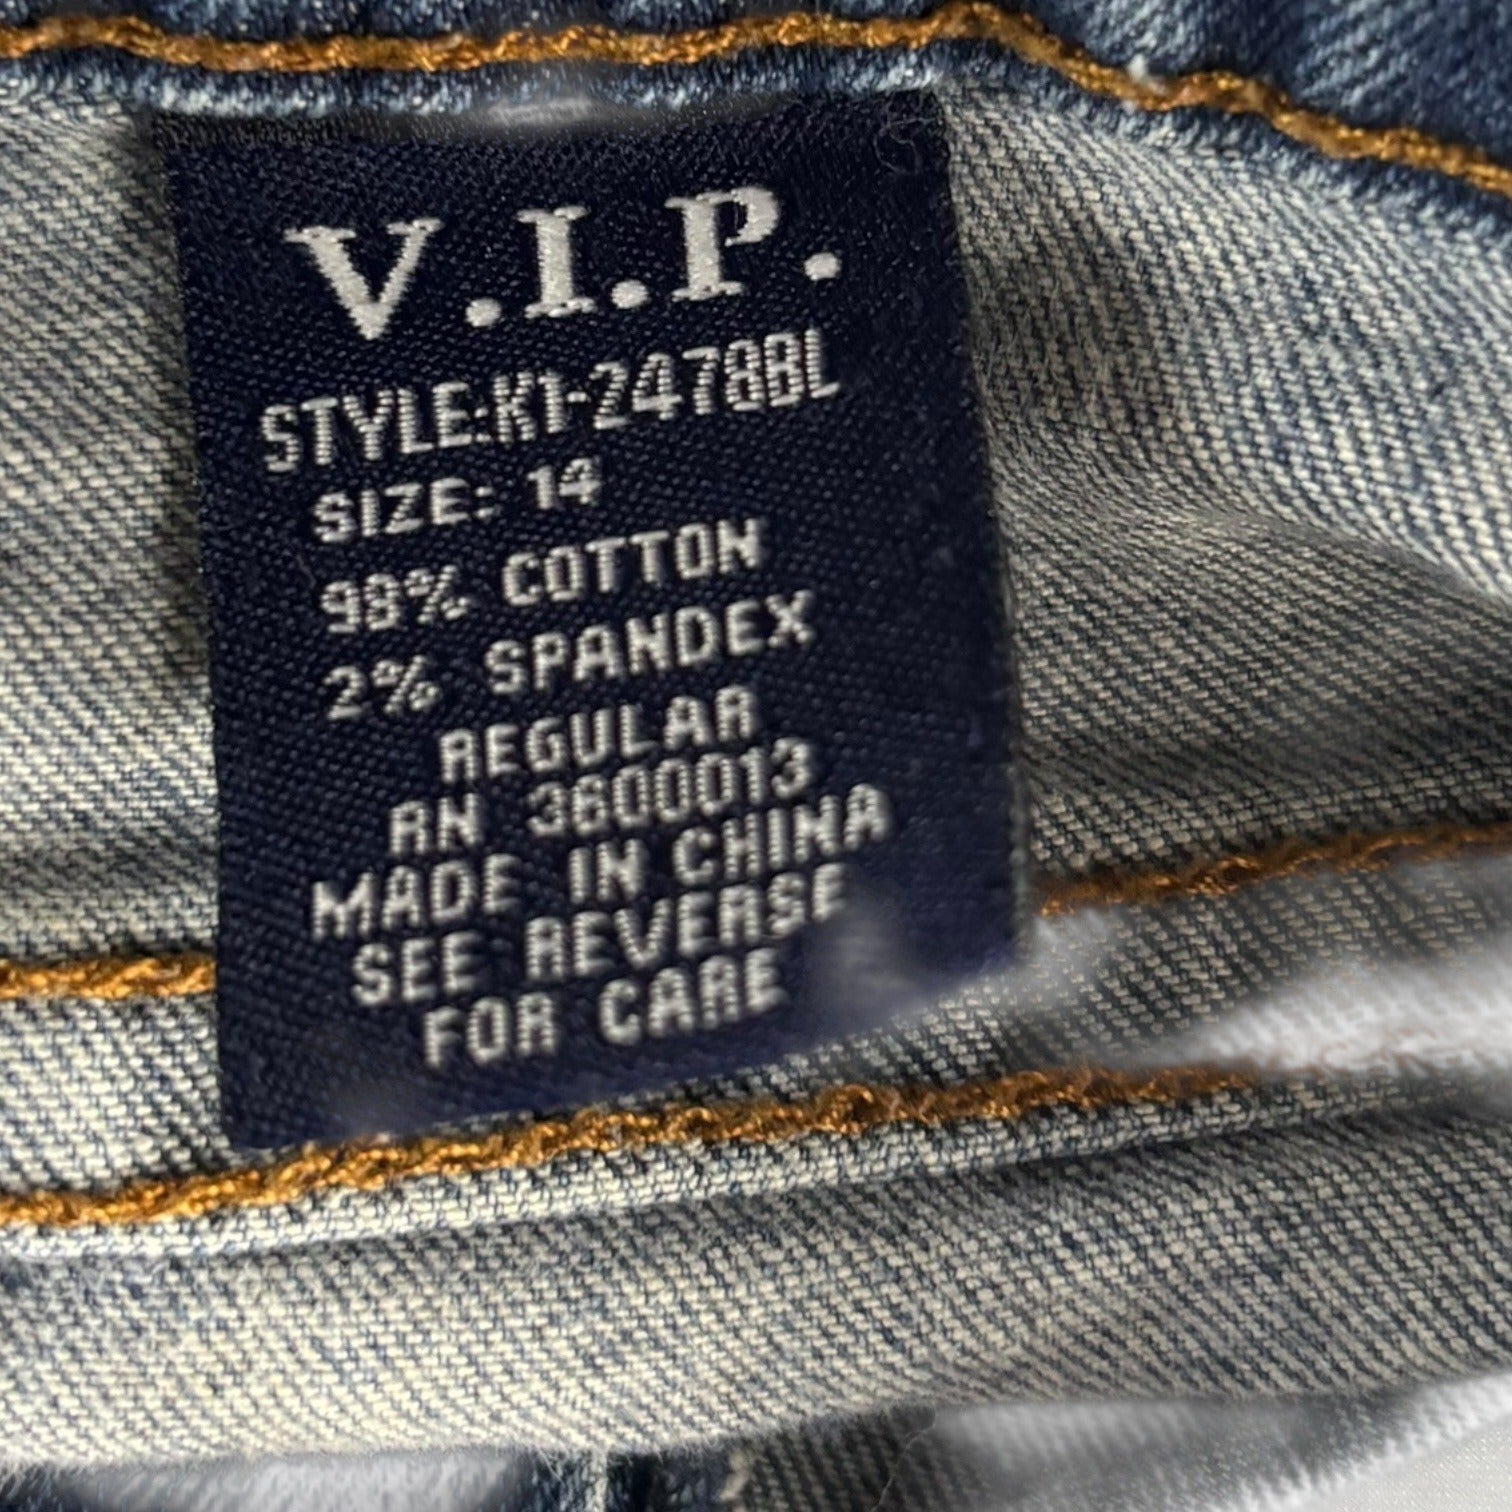 V.I.P.
STYLE:K1-2478BL
SIZE: 14
98% COTTON
2% SPANDEX
REGULAR
RN 3600013
MADE IN CHINA
SEE REVERSE
FOR CARE